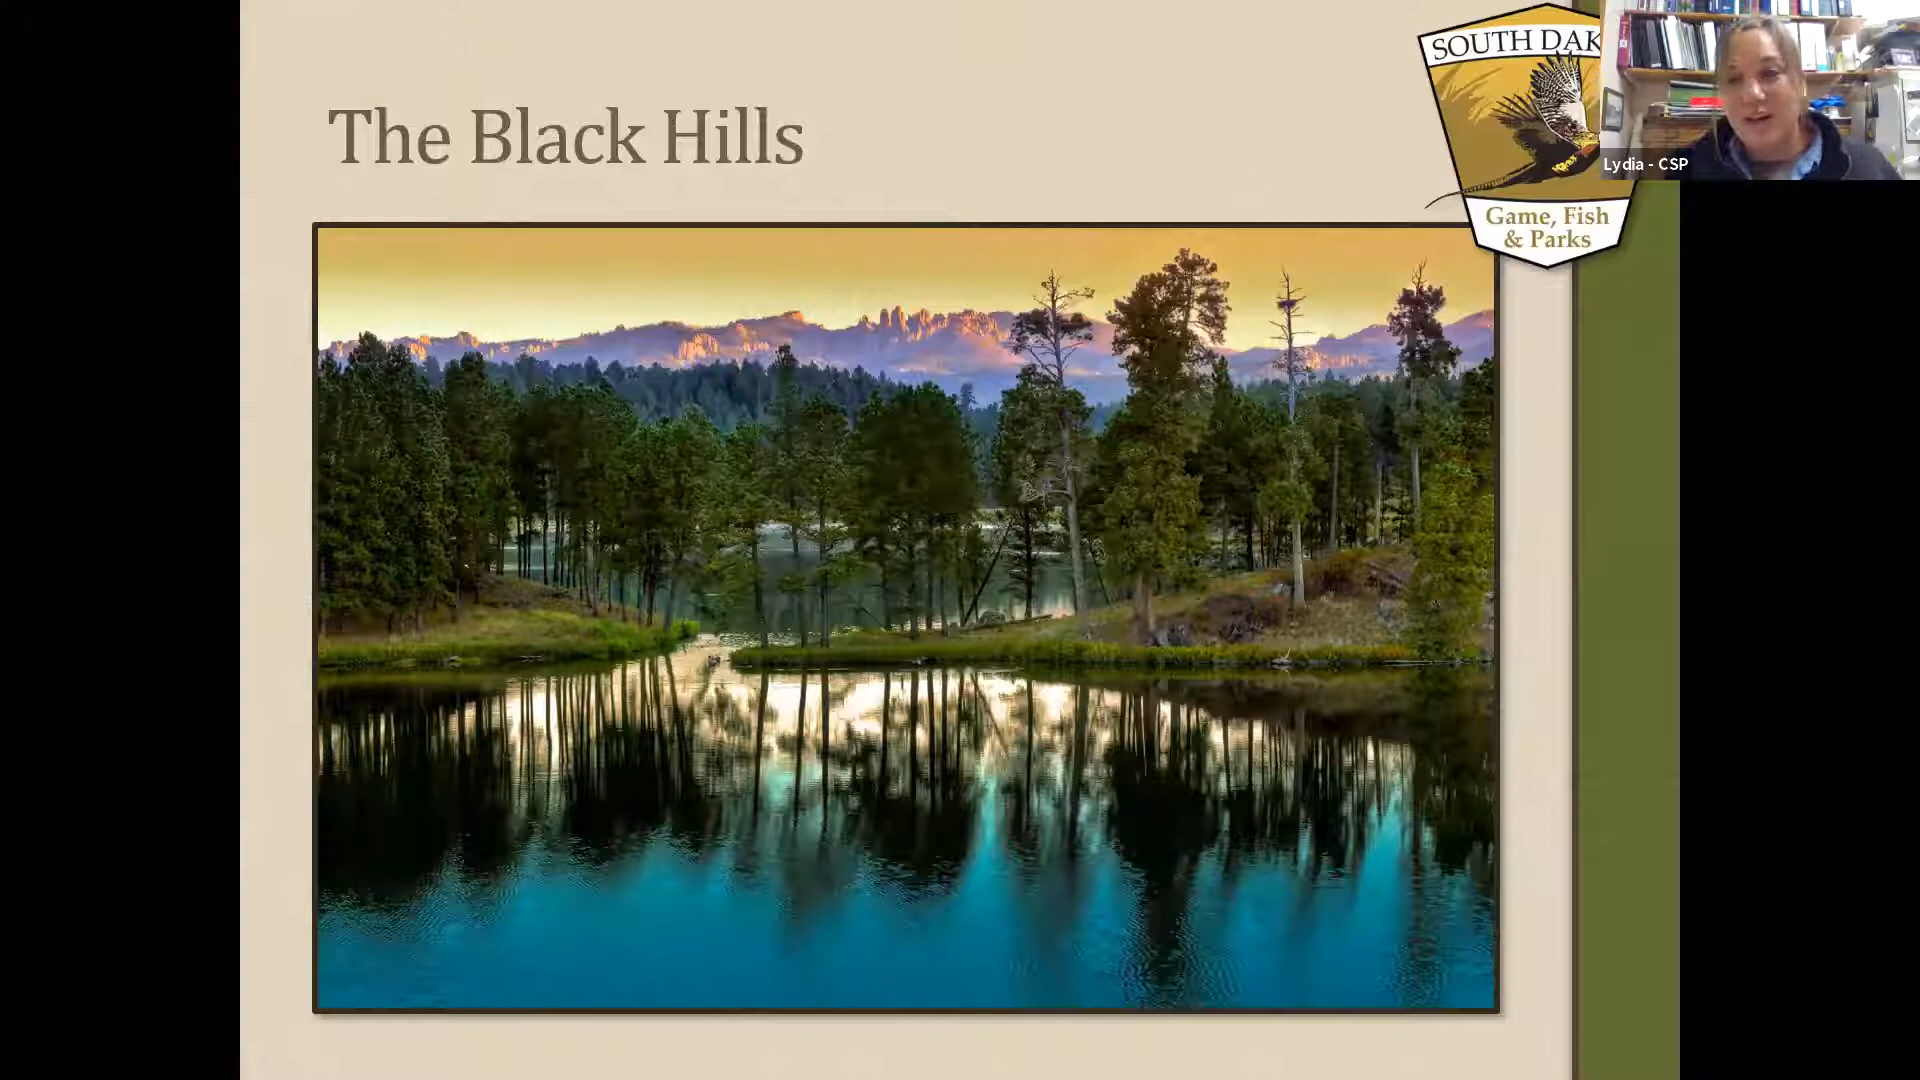 The Black Hills
SOUTH DAK
Game, Fish
& Parks
Lydia - CSP